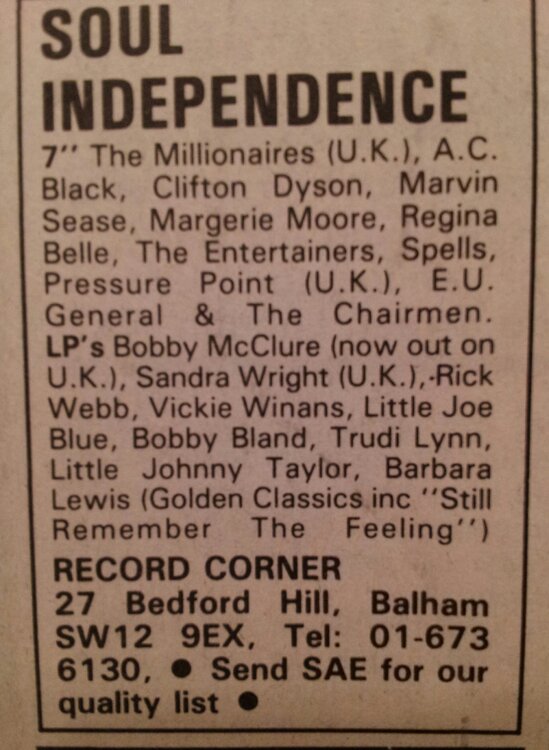 SOUL
INDEPENDENCE
7'' The Millionaires (U.K.), A.C.
Black, Clifton Dyson, Marvin
Sease, Margerie Moore, Regina
Belle, The Entertainers, Spells,
Pressure Point (U.K.), E.U.
General & The Chairmen.
LP's Bobby McClure (now out on
U.K.), Sandra Wright (U.K.), Rick
Webb, Vickie Winans, Little Joe
Blue, Bobby Bland, Trudi Lynn,
Little Johnny Taylor, Barbara
Lewis (Golden Classics inc ''Still
Remember The Feeling'')
RECORD CORNER
27 Bedford Hill, Balham
SW12 9EX, Tel: 01-673
6130, ● Send SAE for our
quality list ●